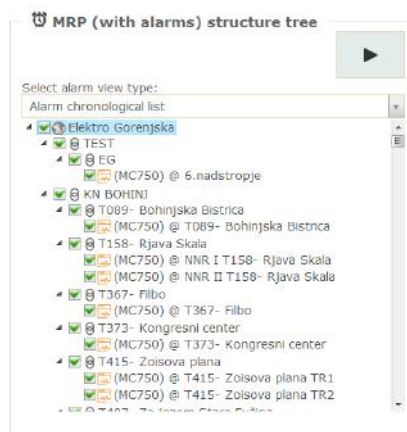 MRP (with alarms) structure tree
Select alarm view type:
Alarm chronological list
Elektro Gorenjska
TEST
EG
(MC750) @ 6.nadstropje
KN BOHINJ
T089- Bohinjska Bistrica
(MC750) @ T089- Bohinjska Bistrica
T158- Rjava Skala
(MC750) @ NNR I T158- Rjava Skala
(MC750) @ NNR II T158- Rjava Skala
T367- Filbo
(MC750) @ T367- Filbo
T373- Kongresni center
(MC750) @ T373- Kongresni center
T415- Zoisova plana
(MC750) @ T415- Zoisova plana TR1
(MC750) @ T415- Zoisova plana TR2